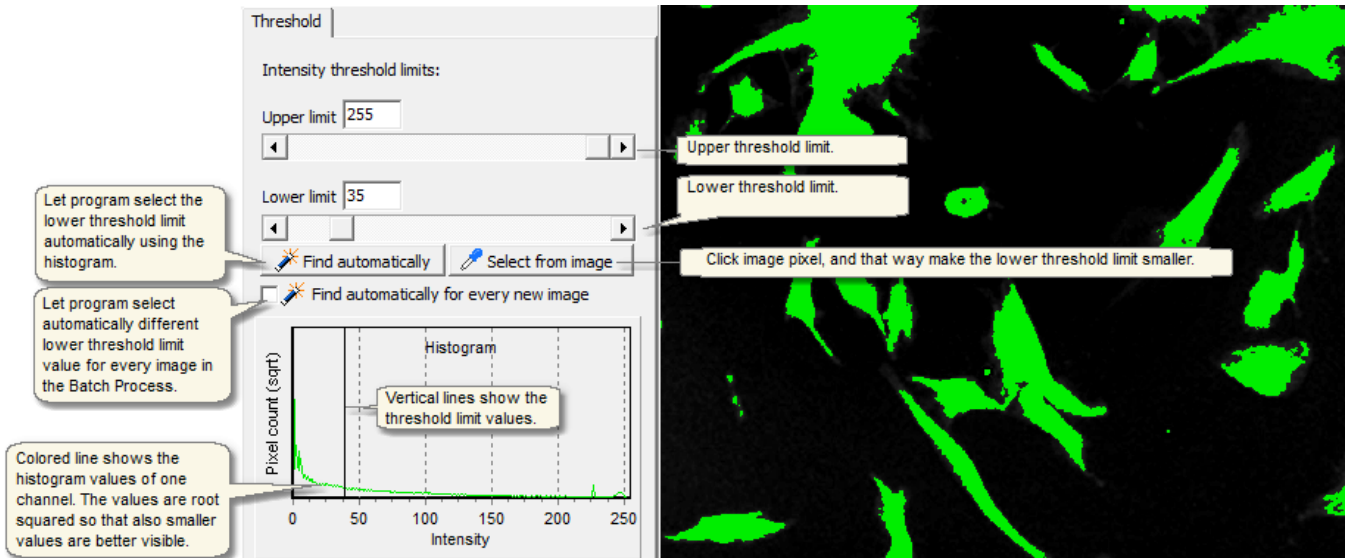 Threshold
Intensity threshold limits:
Upper limit 255
Upper threshold limit.
Lower limit 35
Lower threshold limit.
Let program select the
lower threshold limit
automatically using the
histogram.
Find automatically
Select from image
Click image pixel, and that way make the lower threshold limit smaller.
Find automatically for every new image
Let program select
automatically different
lower threshold limit
value for every image in
the Batch Process.
Histogram
Pixel count (sqrt)
Vertical lines show the
threshold limit values.
Colored line shows the
histogram values of one
channel. The values are root
squared so that also smaller
values are better visible.
0 50 100 150 200 250
Intensity